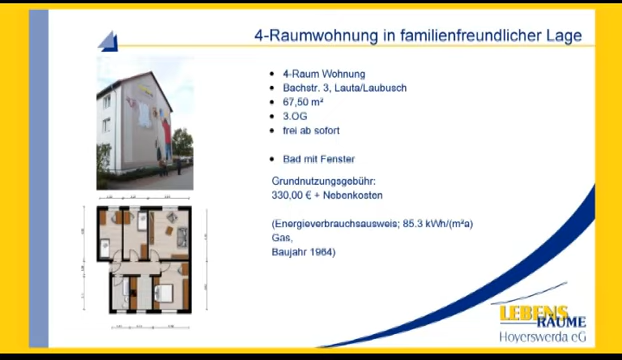 4-Raumwohnung in familienfreundlicher Lage
4-Raum Wohnung
Bachstr. 3, Lauta/Laubusch
67,50 m²
3.OG
frei ab sofort
Bad mit Fenster
Grundnutzungsgebühr:
330,00 € + Nebenkosten
(Energieverbrauchsausweis; 85.3 kWh/(m²a)
Gas,
Baujahr 1964)
LEBENS
RÄUME
Hoyerswerda eG